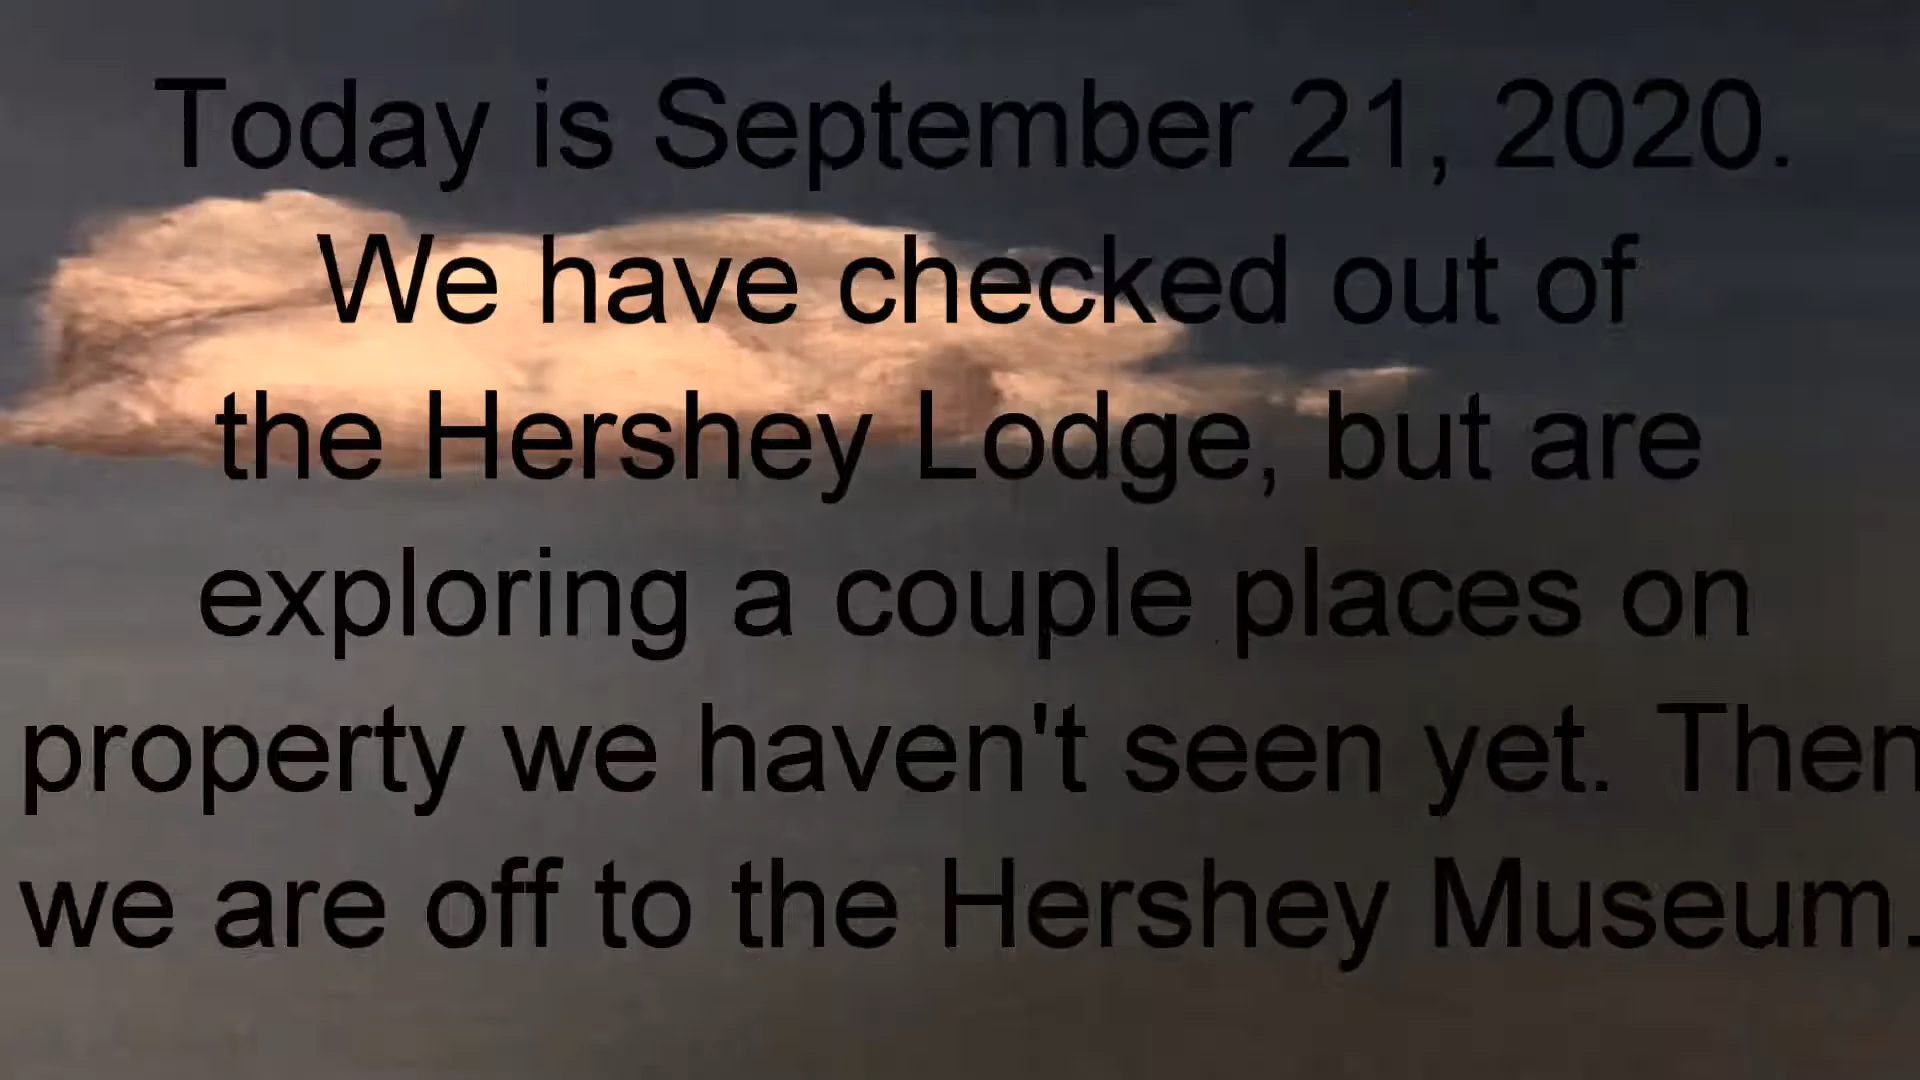 Today is September 21, 2020.
We have checked out of
the Hershey Lodge, but are
exploring a couple places on
property we haven't seen yet. Then
we are off to the Hershey Museum.